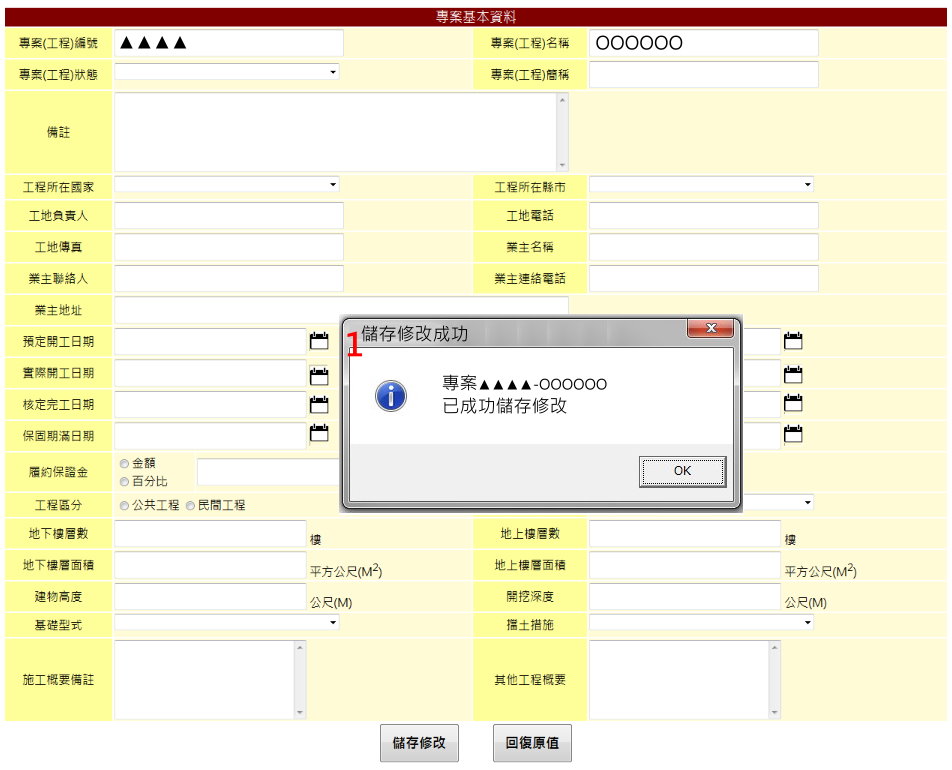 專案基本資料
專案(工程)編號 ▲▲▲▲ 專案(工程)名稱 OOOOOO
專案(工程)狀態 專案(工程)簡稱
備註
工程所在國家 工程所在縣市
工地負責人 工地電話
工地傳真 業主名稱
業主聯絡人 業主連絡電話
業主地址
預定開工日期
實際開工日期
核定完工日期
保固期滿日期
1 儲存修改成功
專案▲▲▲▲-OOOOOO
已成功儲存修改
OK
履約保證金 金額
百分比
工程區分 公共工程 民間工程
地下樓層數 樓 地上樓層數 樓
地下樓層面積 平方公尺(M²) 地上樓層面積 平方公尺(M²)
建物高度 公尺(M) 開挖深度 公尺(M)
基礎型式 擋土措施
施工概要備註 其他工程概要
儲存修改 回復原值